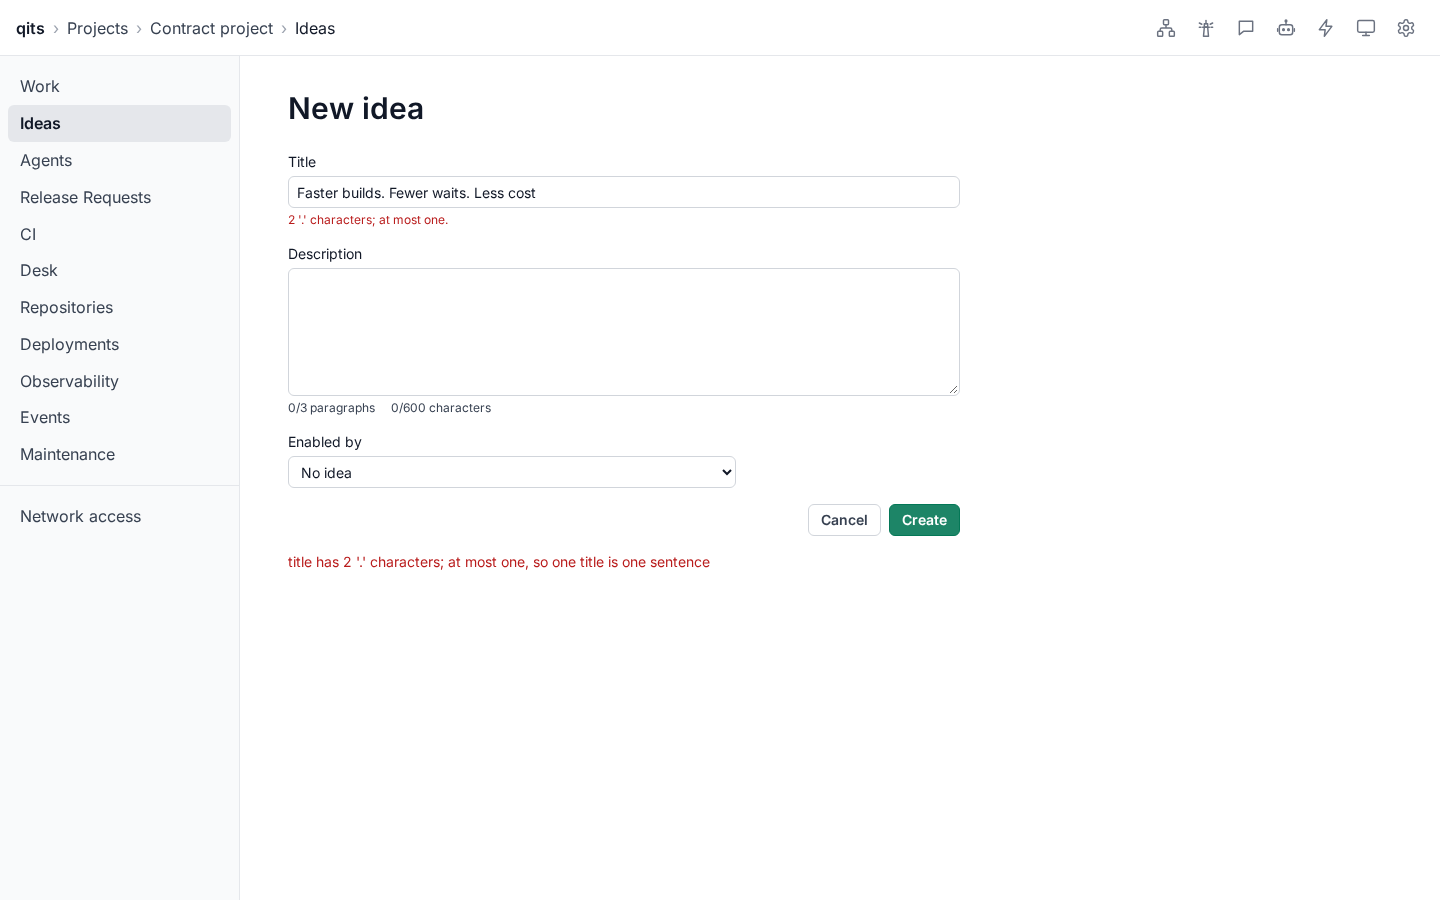 qits › Projects › Contract project › Ideas
Work
Ideas
Agents
Release Requests
CI
Desk
Repositories
Deployments
Observability
Events
Maintenance
Network access
New idea
Title
Faster builds. Fewer waits. Less cost
2 '.' characters; at most one.
Description
0/3 paragraphs 0/600 characters
Enabled by
No idea
Cancel Create
title has 2 '.' characters; at most one, so one title is one sentence